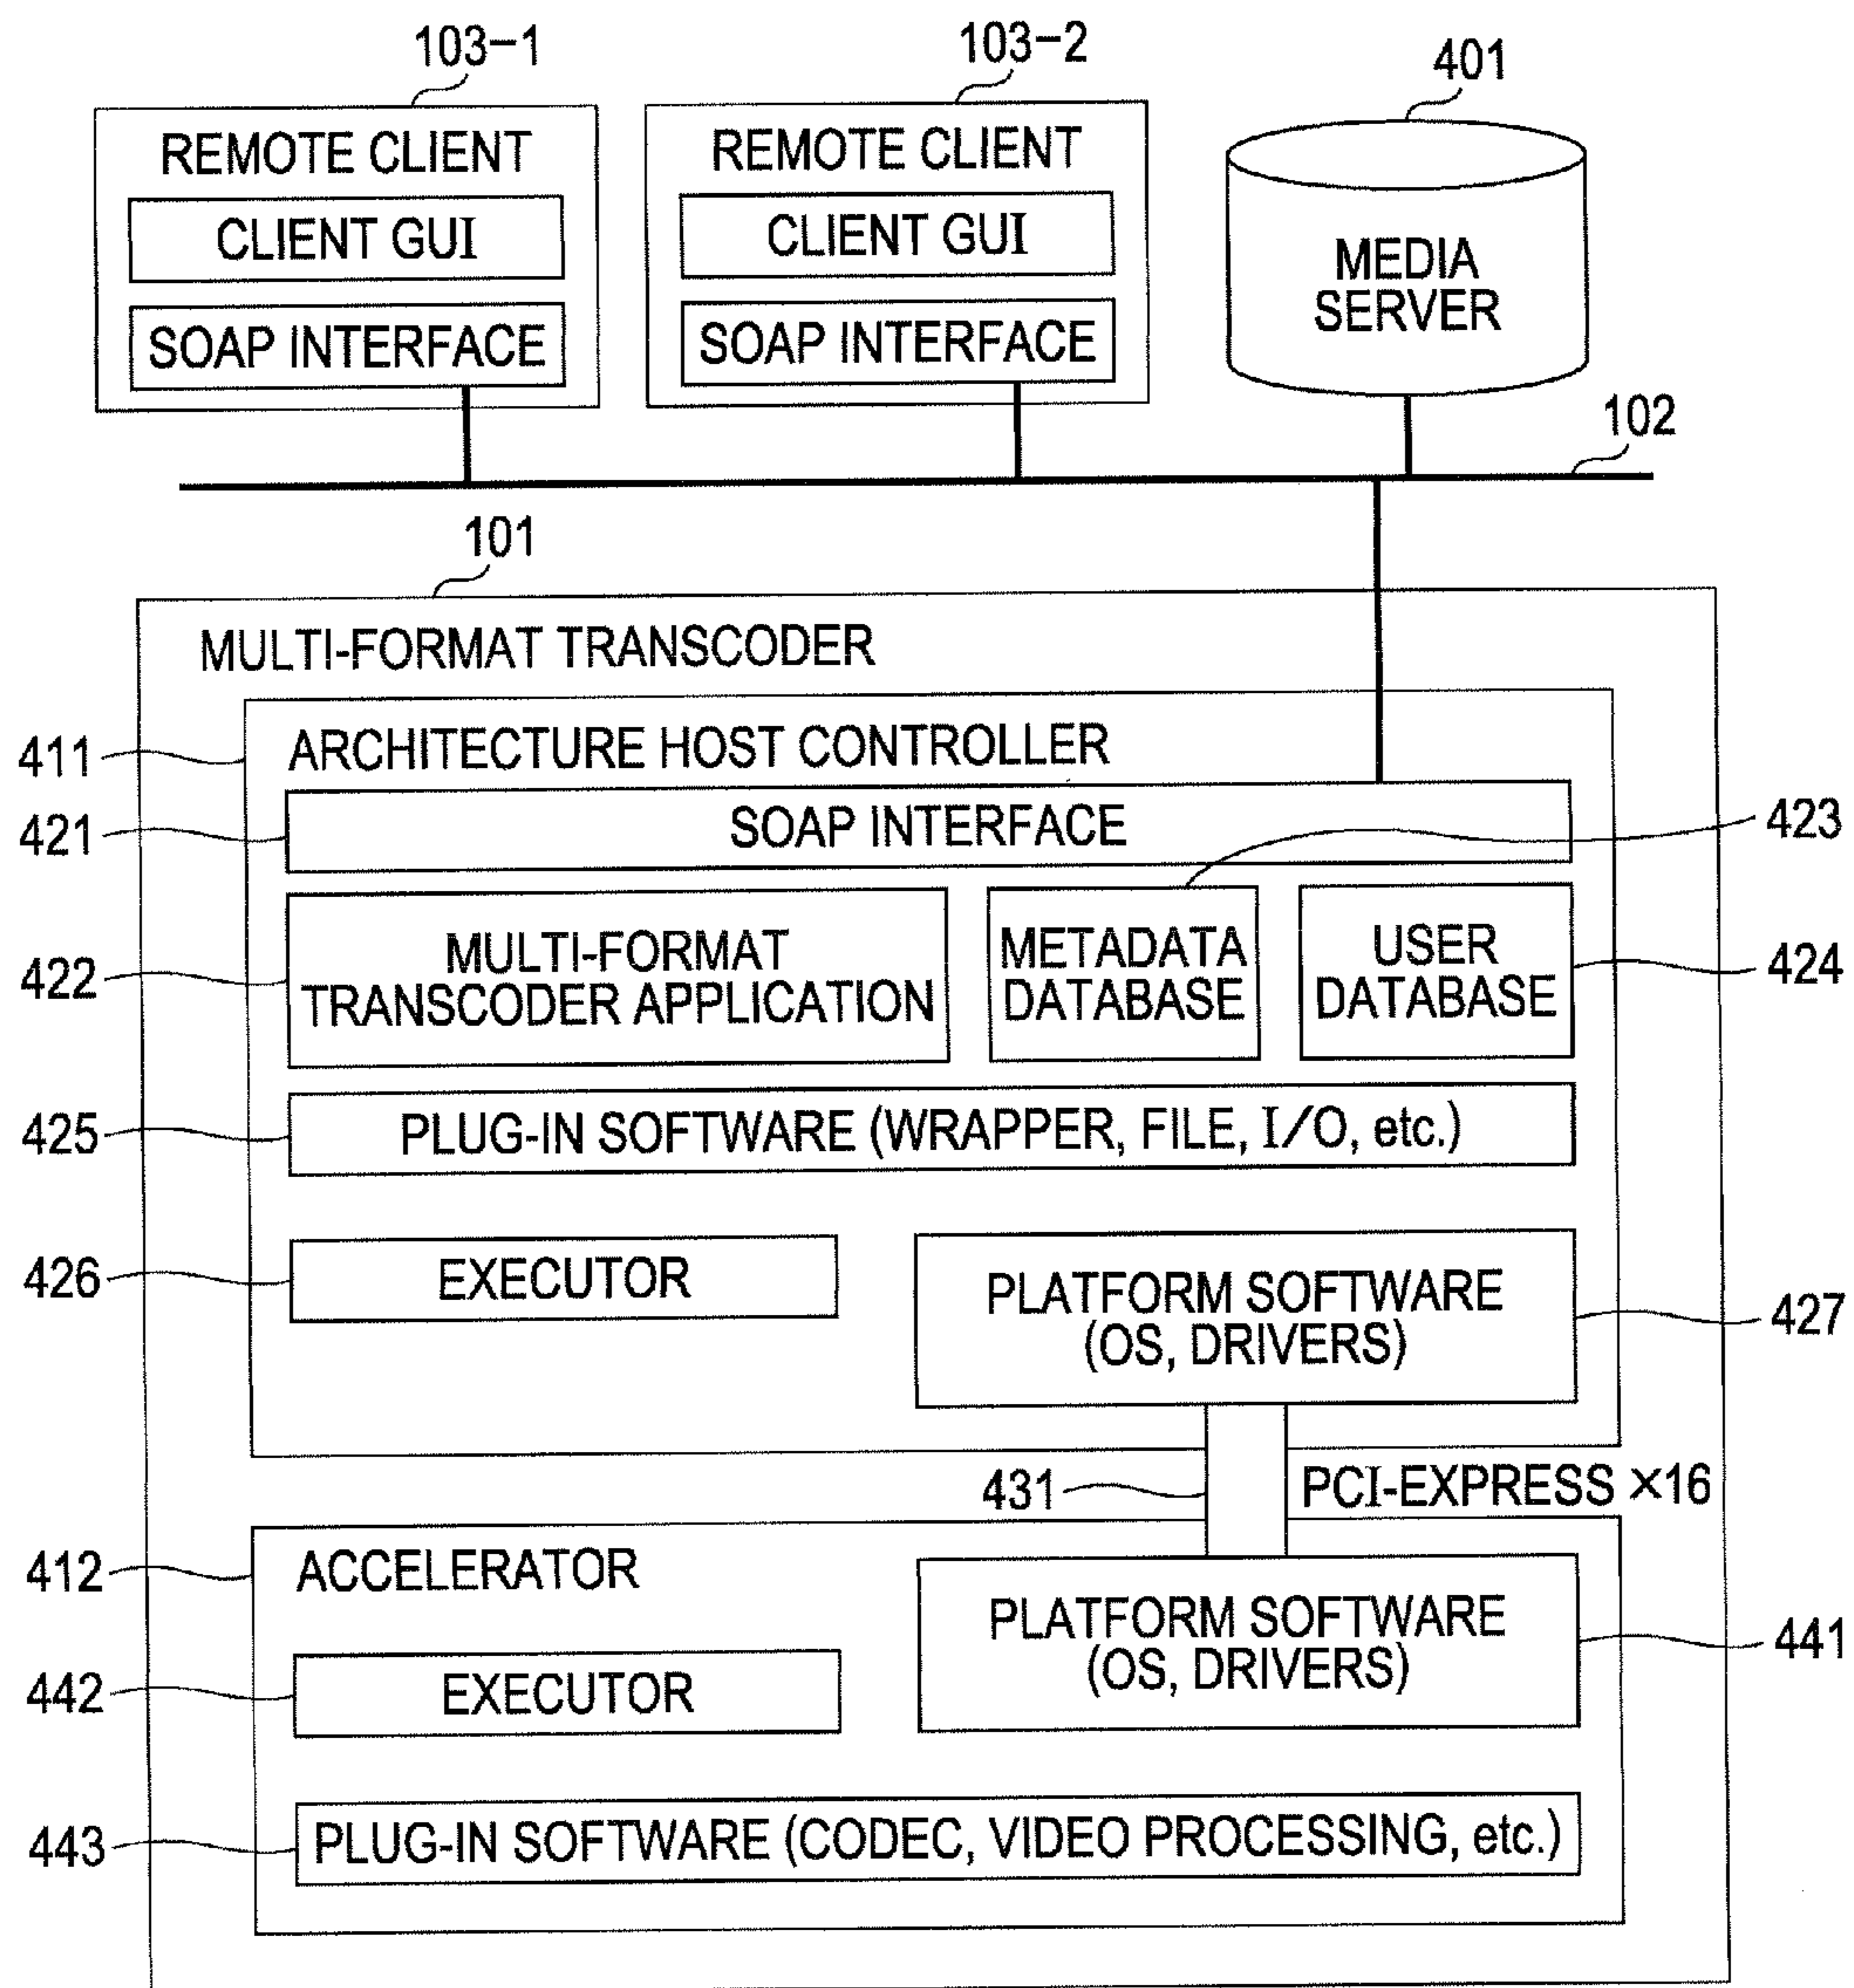 103-1
103-2
401
REMOTE CLIENT
CLIENT GUI
SOAP INTERFACE
REMOTE CLIENT
CLIENT GUI
SOAP INTERFACE
MEDIA
SERVER
102
101
MULTI-FORMAT TRANSCODER
411
ARCHITECTURE HOST CONTROLLER
421
SOAP INTERFACE
423
422
MULTI-FORMAT
TRANSCODER APPLICATION
METADATA
DATABASE
USER
DATABASE
424
425
PLUG-IN SOFTWARE (WRAPPER, FILE, I/O, etc.)
426
EXECUTOR
PLATFORM SOFTWARE
(OS, DRIVERS)
427
431
PCI-EXPRESS ×16
412
ACCELERATOR
PLATFORM SOFTWARE
(OS, DRIVERS)
441
442
EXECUTOR
443
PLUG-IN SOFTWARE (CODEC, VIDEO PROCESSING, etc.)